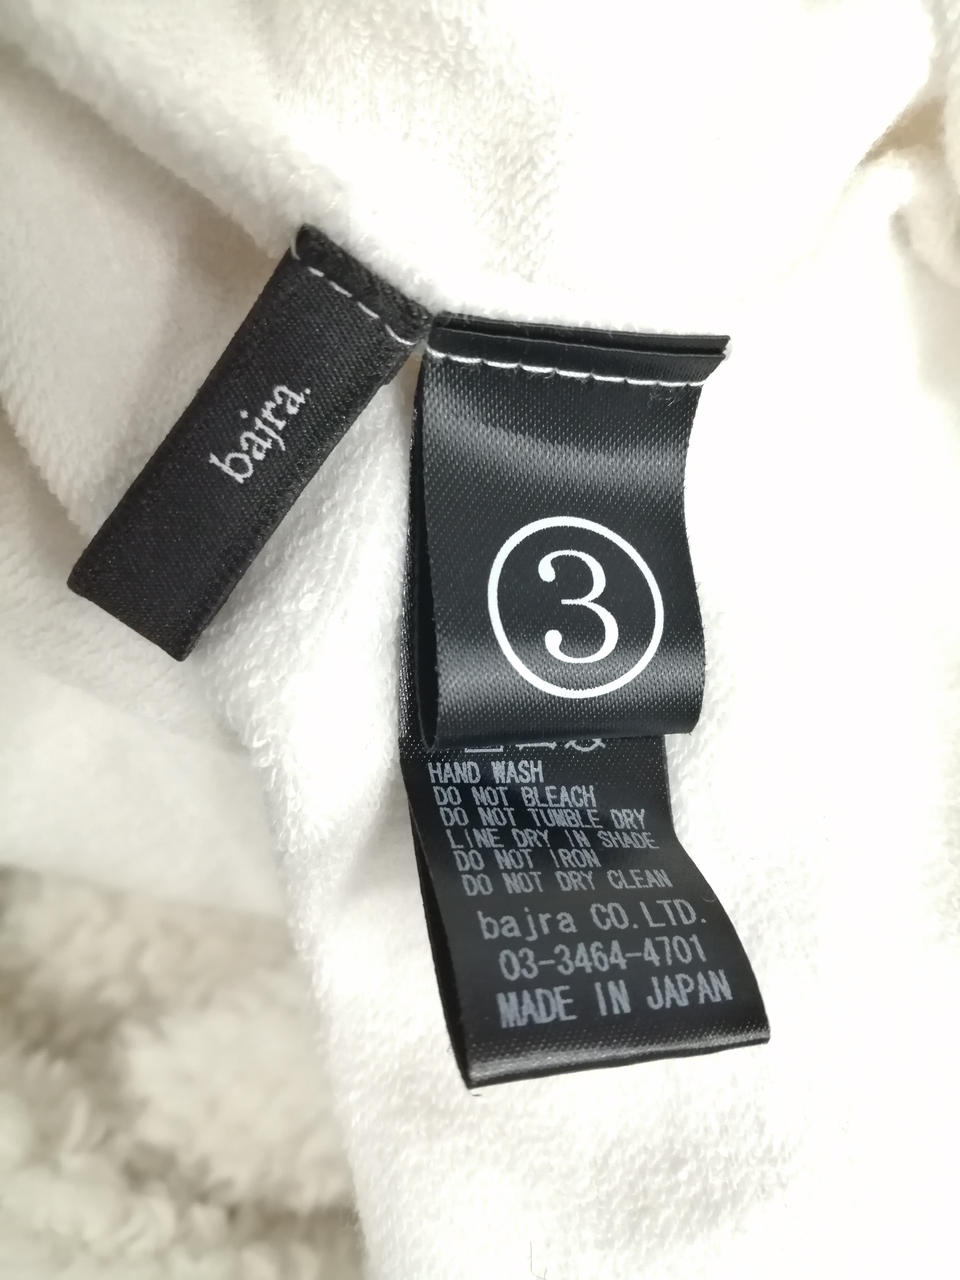 bajra.
3
HAND WASH
DO NOT BLEACH
DO NOT TUMBLE DRY
LINE DRY IN SHADE
DO NOT IRON
DO NOT DRY CLEAN
bajra CO.LTD.
03-3464-4701
MADE IN JAPAN